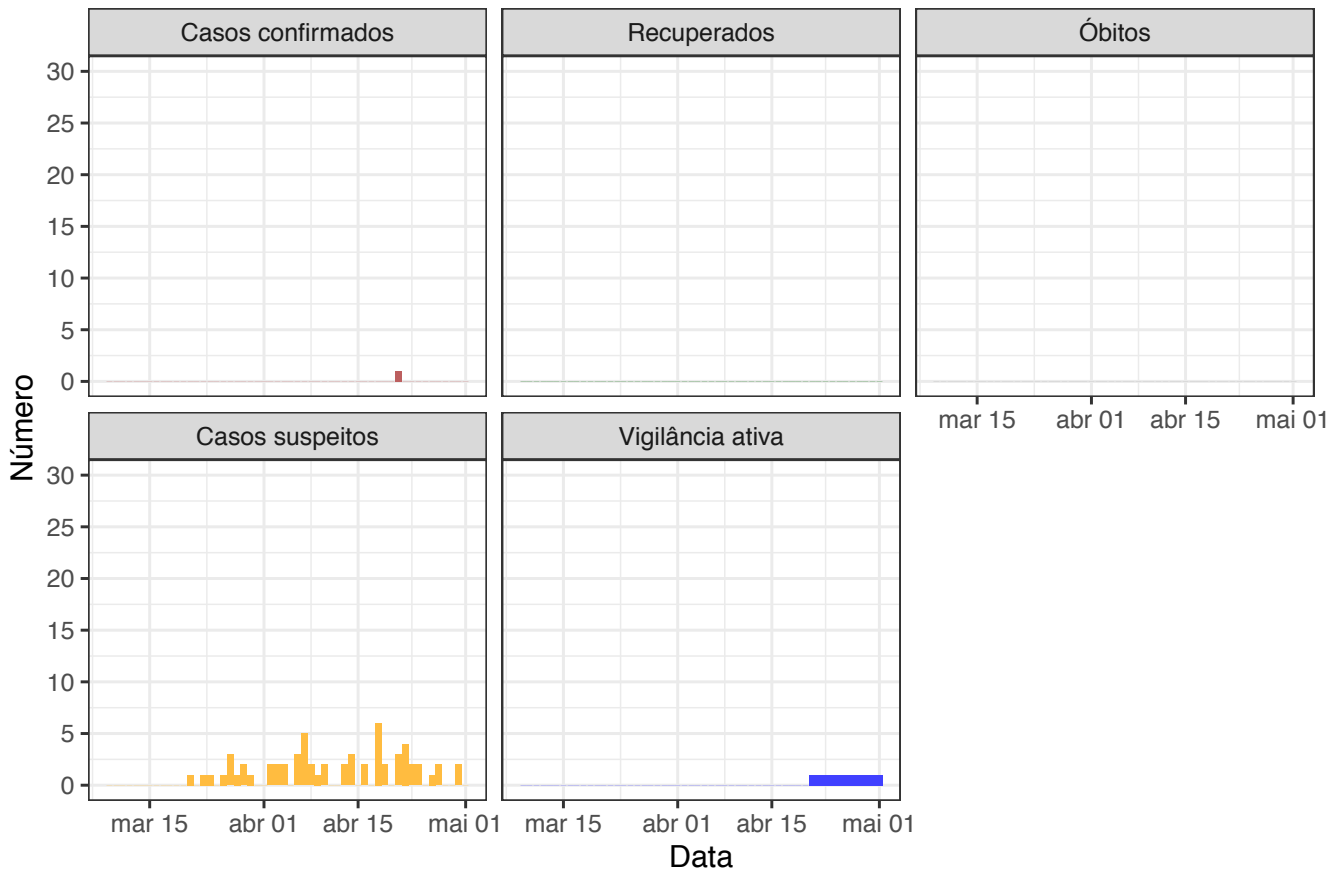 Casos confirmados
Recuperados
Óbitos
30
25
20
15
10
5
0
mar 15
abr 01
abr 15
mai 01
Número
Casos suspeitos
Vigilância ativa
30
25
20
15
10
5
0
mar 15
abr 01
abr 15
mai 01
mar 15
abr 01
abr 15
mai 01
Data